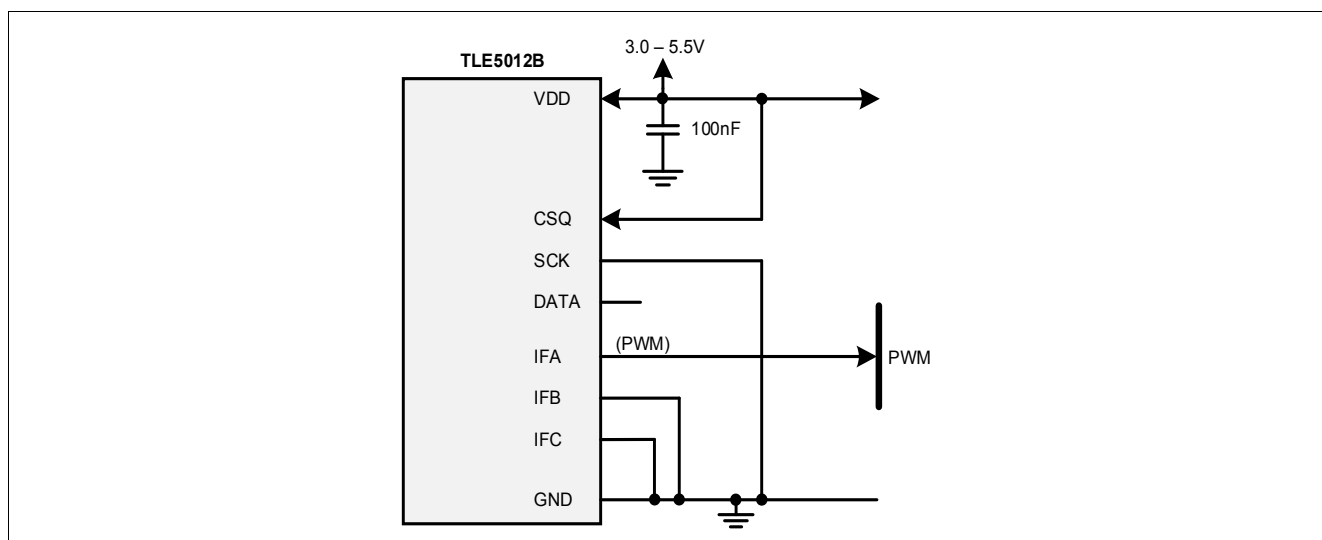 3.0 – 5.5V
TLE5012B
VDD
100nF
CSQ
SCK
DATA
IFA
(PWM)
PWM
IFB
IFC
GND